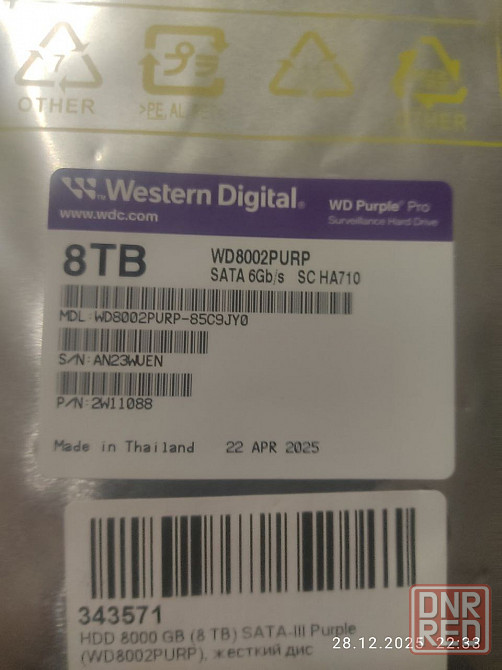 7
OTHER
プラ
>PE, AL
OTHER
Western Digital®
WD Purple® Pro
www.wdc.com
Surveillance Hard Drive
8TB
WD8002PURP
SATA 6Gb/s SC HA710
MDL:WD8002PURP-85C9JY0
S/N:AN23WUEN
P/N:2W11088
Made in Thailand 22 APR 2025
343571
HDD 8000 GB (8 TB) SATA-III Purple
(WD8002PURP), жесткий дис
28.12.2025 22:33
DNR
RED